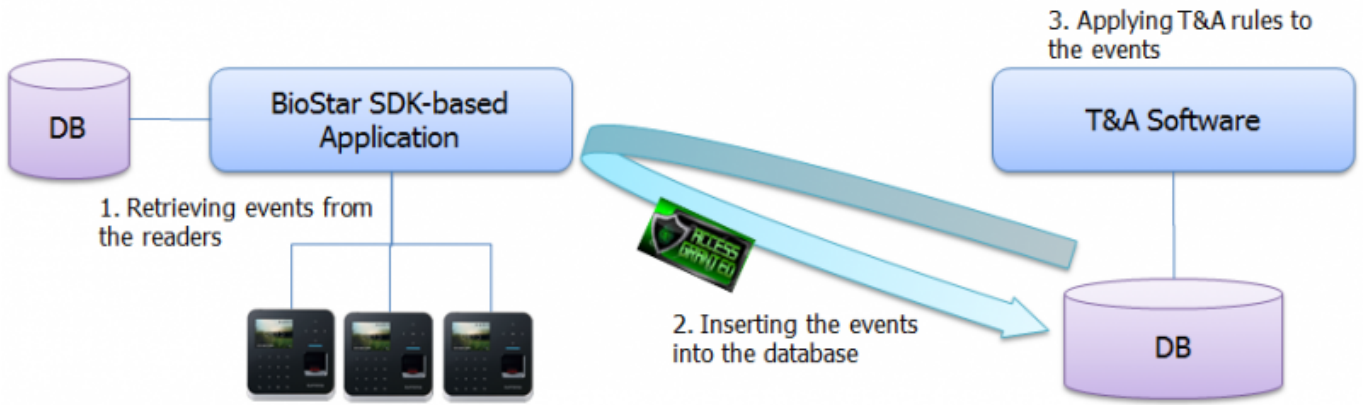 3. Applying T&A rules to
the events
DB
BioStar SDK-based
Application
T&A Software
1. Retrieving events from
the readers
ACCESS
GRANTED
2. Inserting the events
into the database
DB